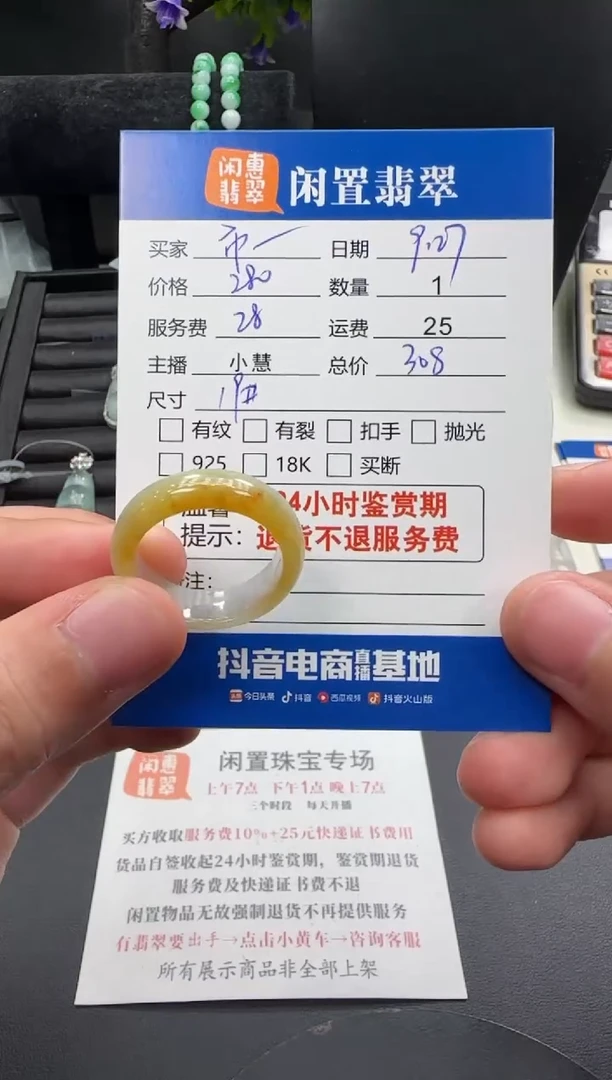 闲惠翡翠 闲置翡翠
买家 日期 9.27
价格 280 数量 1
服务费 28 运费 25
主播 小慧 总价 308
尺寸 19#
有纹 有裂 扣手 抛光
925 18K 买断
24小时鉴赏期
提示：退货不退服务费
注：
抖音电商直播基地
今日头条 抖音 西瓜视频 抖音火山版
闲惠翡翠 闲置珠宝专场
上午7点 下午1点 晚上7点
三个时段 每天开播
买方收取服务费10%+25元快递证书费用
货品自签收起24小时鉴赏期，鉴赏期退货
服务费及快递证书费不退
闲置物品无故强制退货不再提供服务
有翡翠要出手→点击小黄车→咨询客服
所有展示商品非全部上架